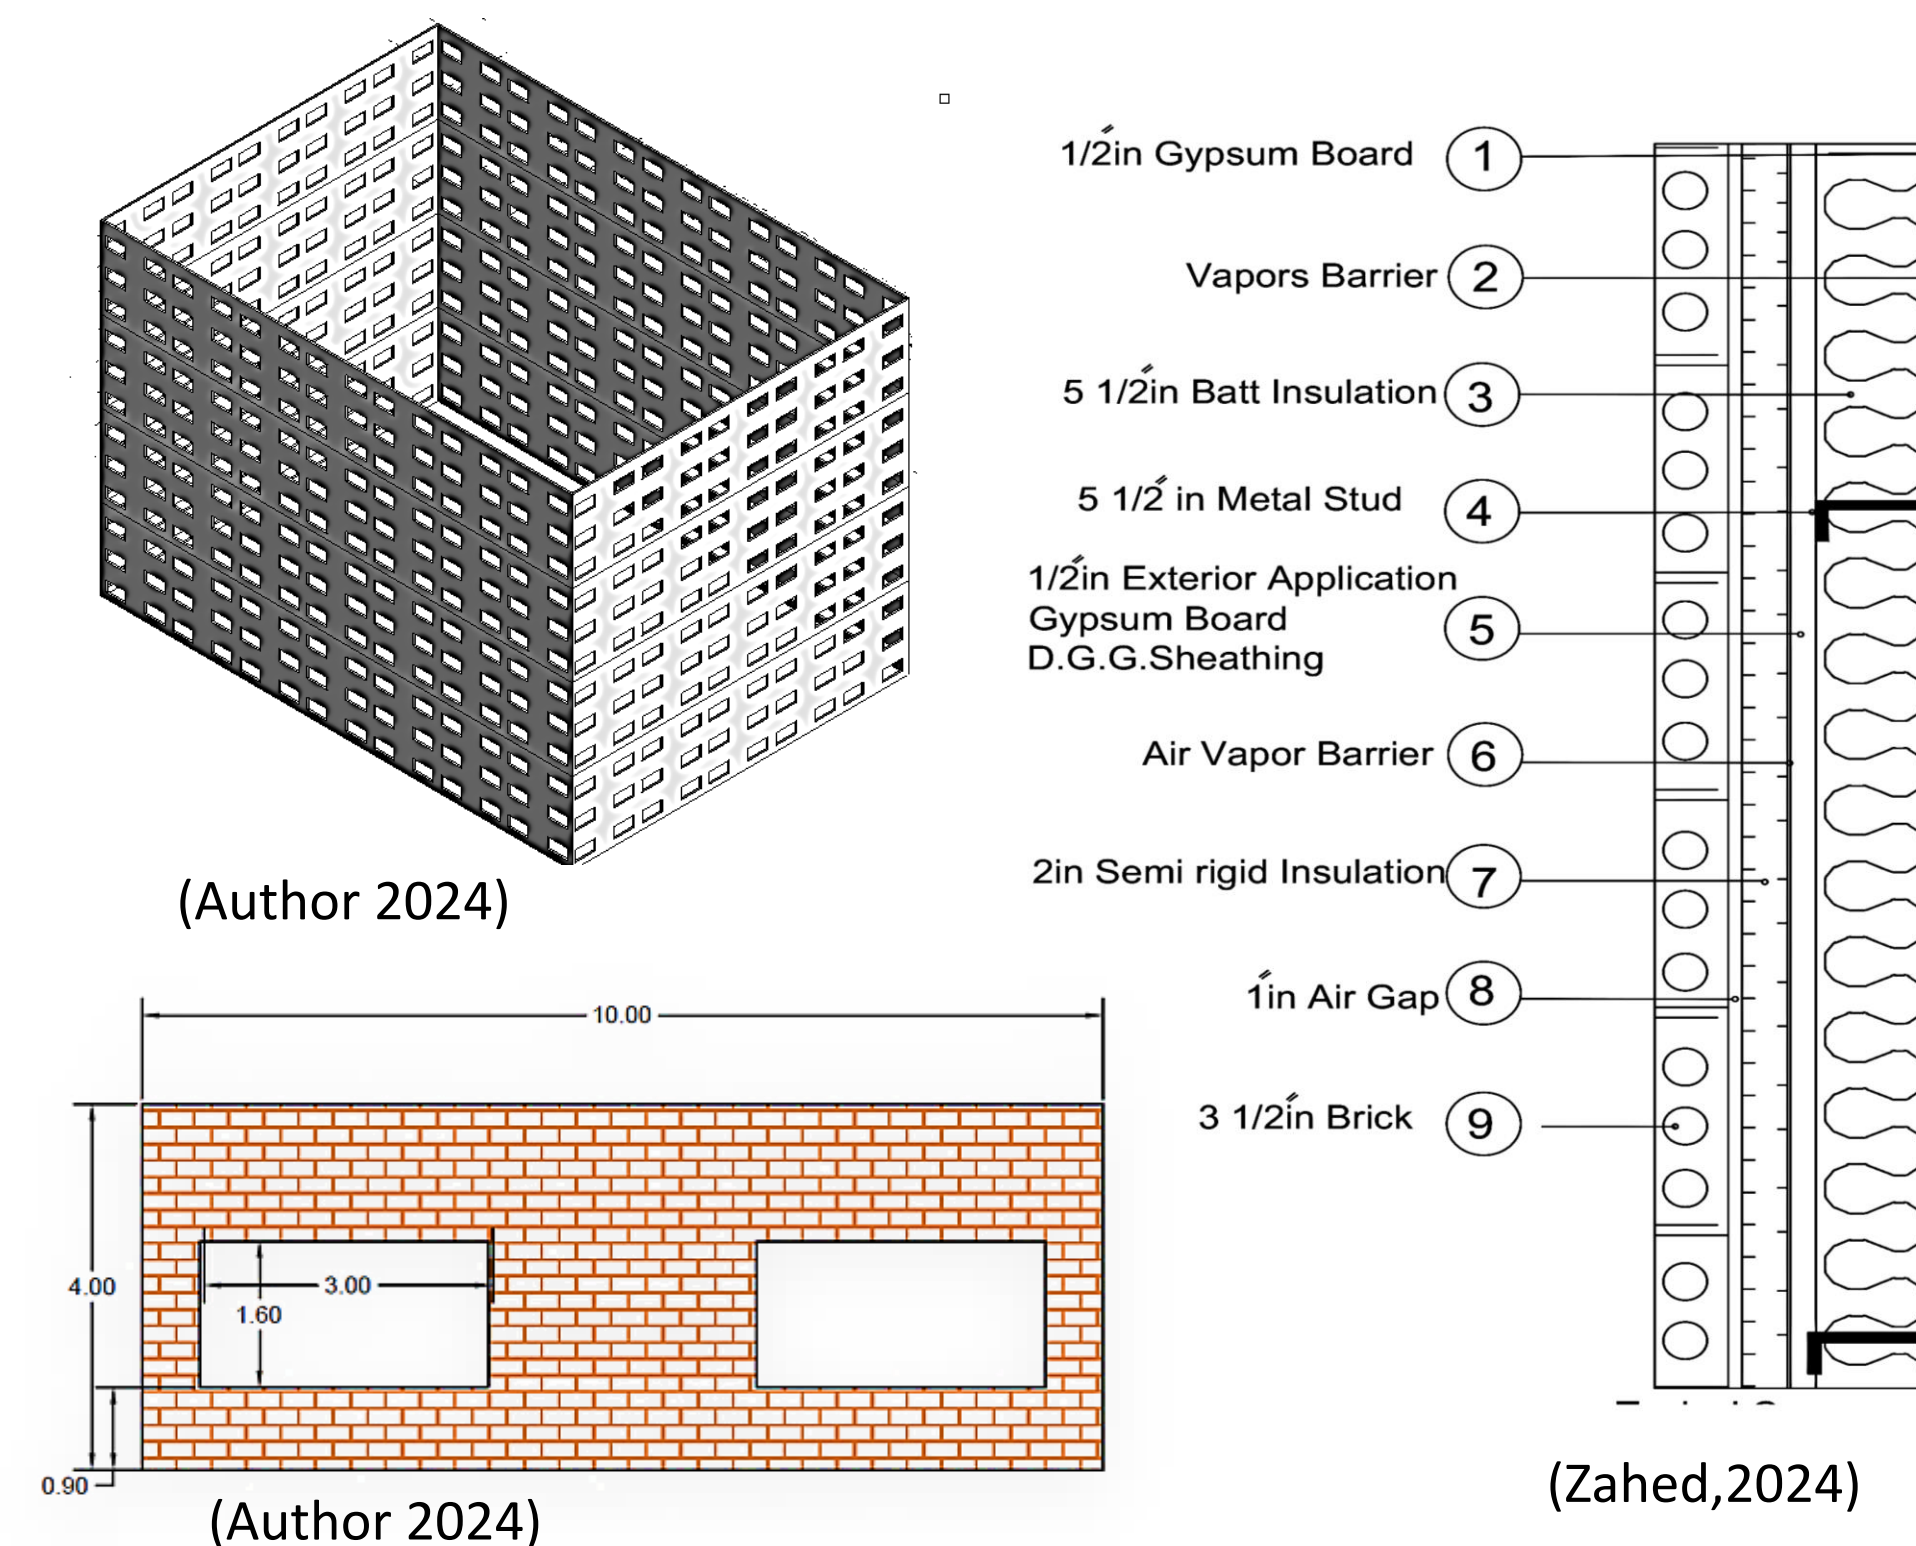 1/2in Gypsum Board 1
Vapors Barrier 2
5 1/2in Batt Insulation 3
5 1/2 in Metal Stud 4
1/2in Exterior Application
Gypsum Board
D.G.G.Sheathing
5
Air Vapor Barrier 6
2in Semi rigid Insulation 7
1in Air Gap 8
3 1/2in Brick 9
(Author 2024)
10.00
4.00
3.00
1.60
0.90
(Author 2024)
(Zahed,2024)